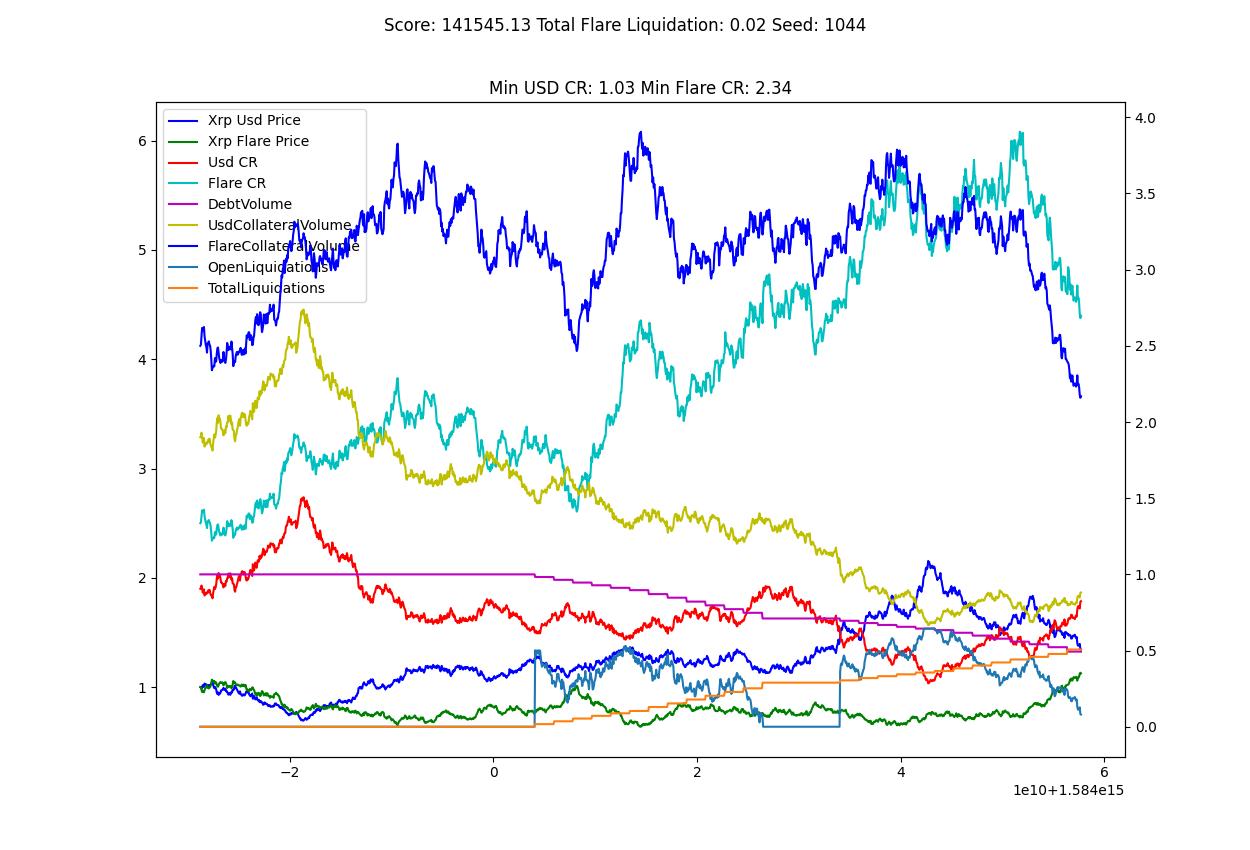 Score: 141545.13 Total Flare Liquidation: 0.02 Seed: 1044
Min USD CR: 1.03 Min Flare CR: 2.34
Xrp Usd Price
Xrp Flare Price
Usd CR
Flare CR
DebtVolume
UsdCollateralVolume
FlareCollateralVolume
OpenLiquidations
TotalLiquidations
6
5
4
3
2
1
4.0
3.5
3.0
2.5
2.0
1.5
1.0
0.5
0.0
−2 0 2 4 6
1e10+1.584e15